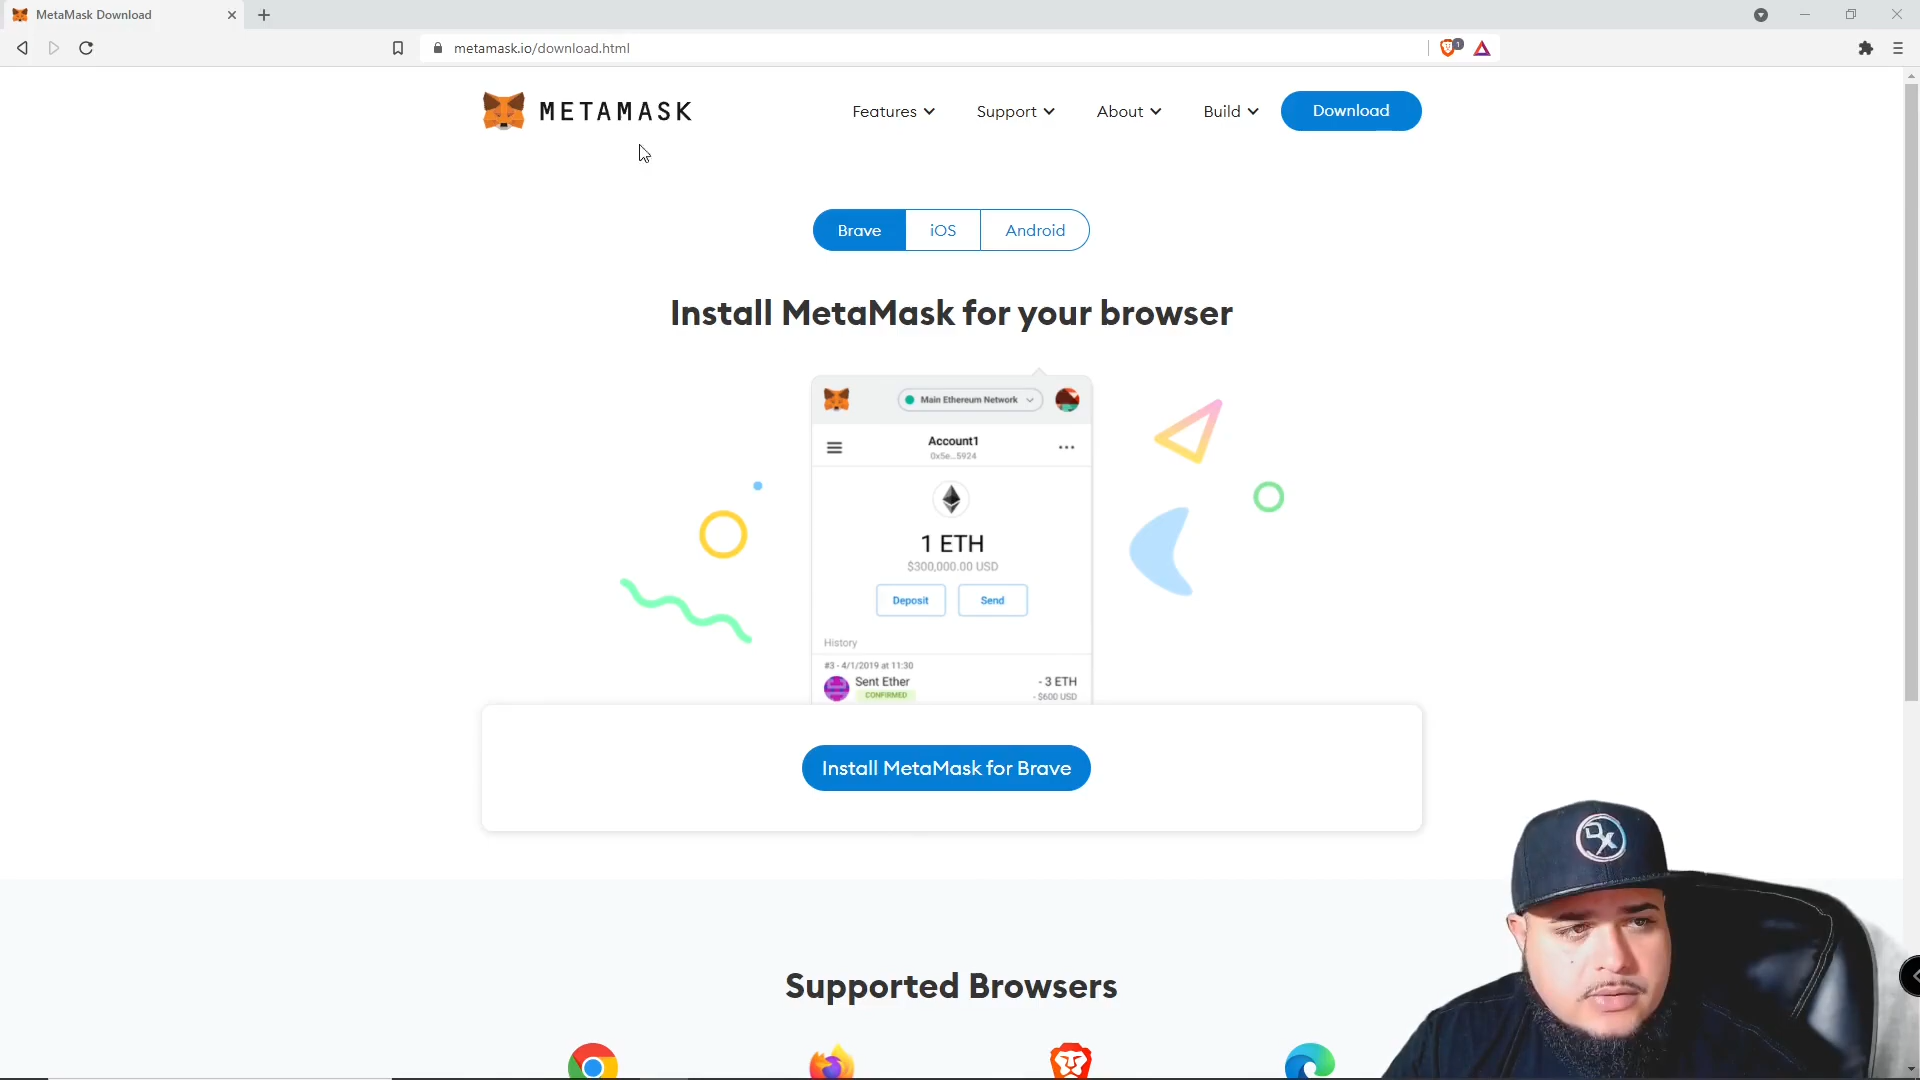 MetaMask Download
metamask.io/download.html
1
METAMASK
Features
Support
About
Build
Download
Brave
iOS
Android
Install MetaMask for your browser
Main Ethereum Network
Account1
0x5e...5924
1 ETH
$300,000.00 USD
Deposit
Send
History
#3 - 4/1/2019 at 11:30
Sent Ether
- 3 ETH
CONFIRMED
- $600 USD
Install MetaMask for Brave
Supported Browsers